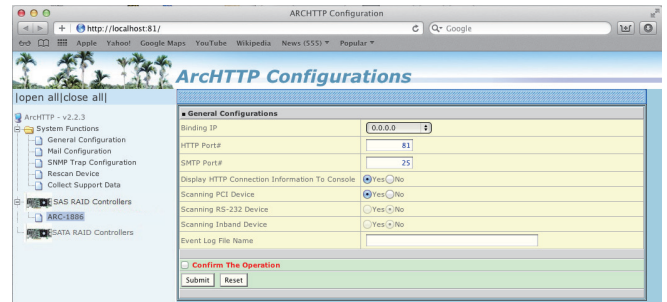 ARCHTTP Configuration
http://localhost:81/
Google
Apple Yahoo! Google Maps YouTube Wikipedia News (555) Popular
ArcHTTP Configurations
|open all|close all|
ArcHTTP - v2.2.3
System Functions
General Configuration
Mail Configuration
SNMP Trap Configuration
Rescan Device
Collect Support Data
SAS RAID Controllers
ARC-1886
SATA RAID Controllers
General Configurations
Binding IP 0.0.0.0
HTTP Port# 81
SMTP Port# 25
Display HTTP Connection Information To Console Yes No
Scanning PCI Device Yes No
Scanning RS-232 Device Yes No
Scanning Inband Device Yes No
Event Log File Name
Confirm The Operation
Submit Reset